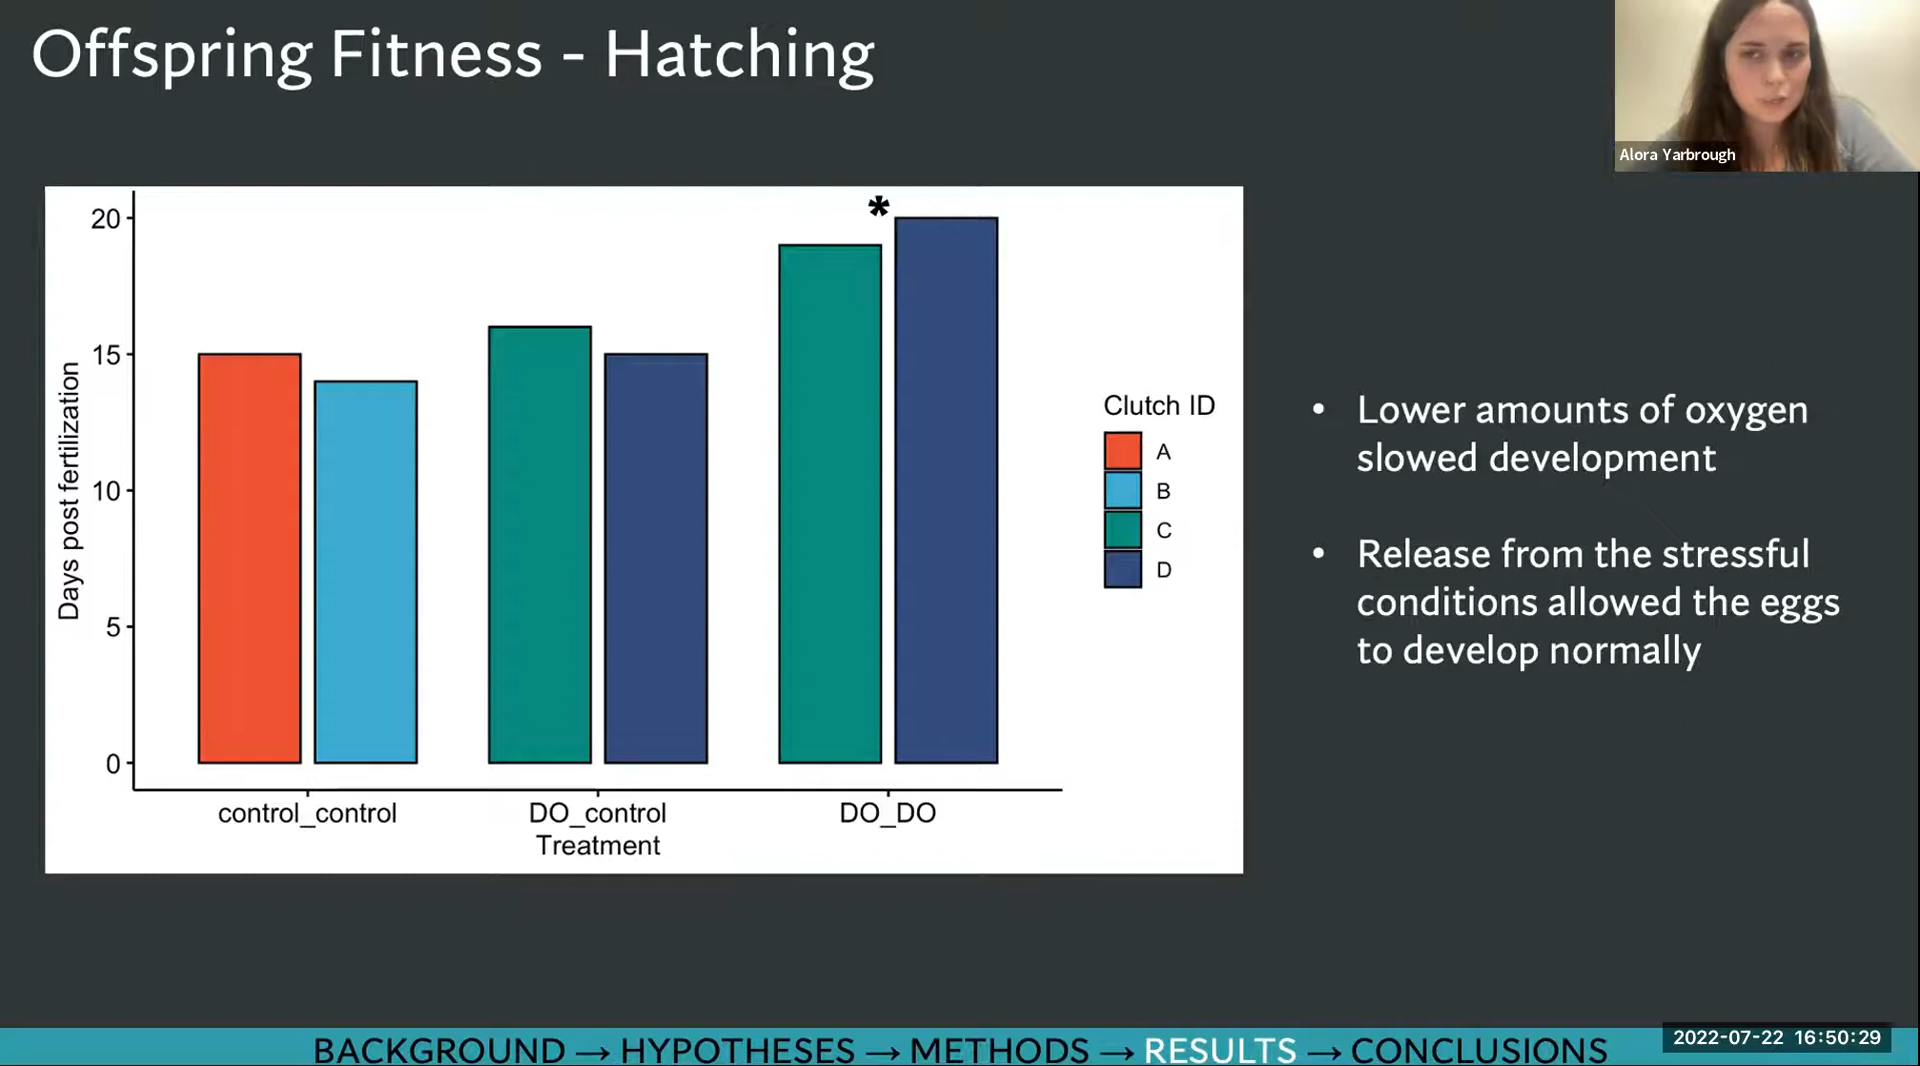 Offspring Fitness - Hatching
Alora Yarbrough
*
20
15
10
5
0
Days post fertilization
control_control
DO_control
DO_DO
Treatment
Clutch ID
A
B
C
D
• Lower amounts of oxygen
slowed development
• Release from the stressful
conditions allowed the eggs
to develop normally
BACKGROUND → HYPOTHESES → METHODS → RESULTS → CONCLUSIONS
2022-07-22 16:50:29